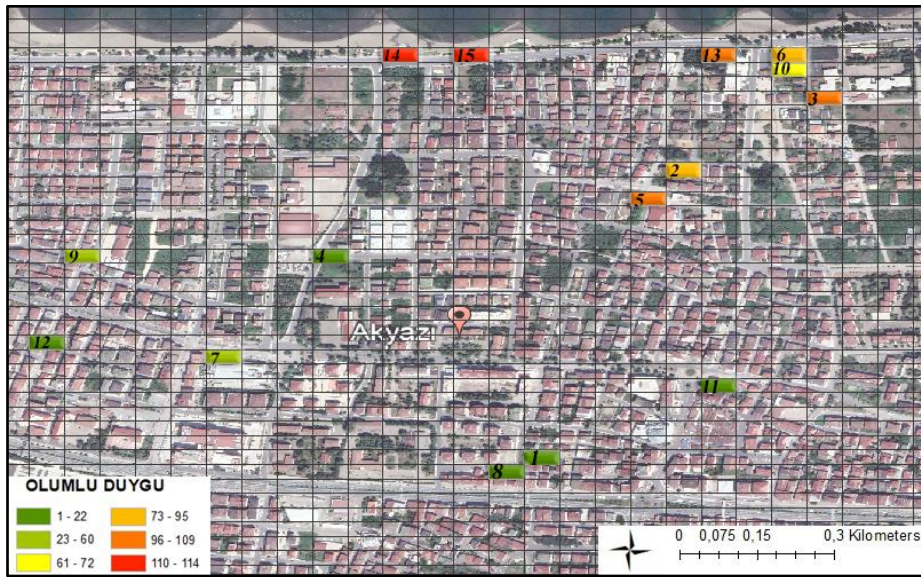 14 15 13 6
10
3
2
5
9 4
Akyazı
12
7
11
1
8
OLUMLU DUYGU
1 - 22 73 - 95
23 - 60 96 - 109
61 - 72 110 - 114
0 0,075 0,15 0,3 Kilometers